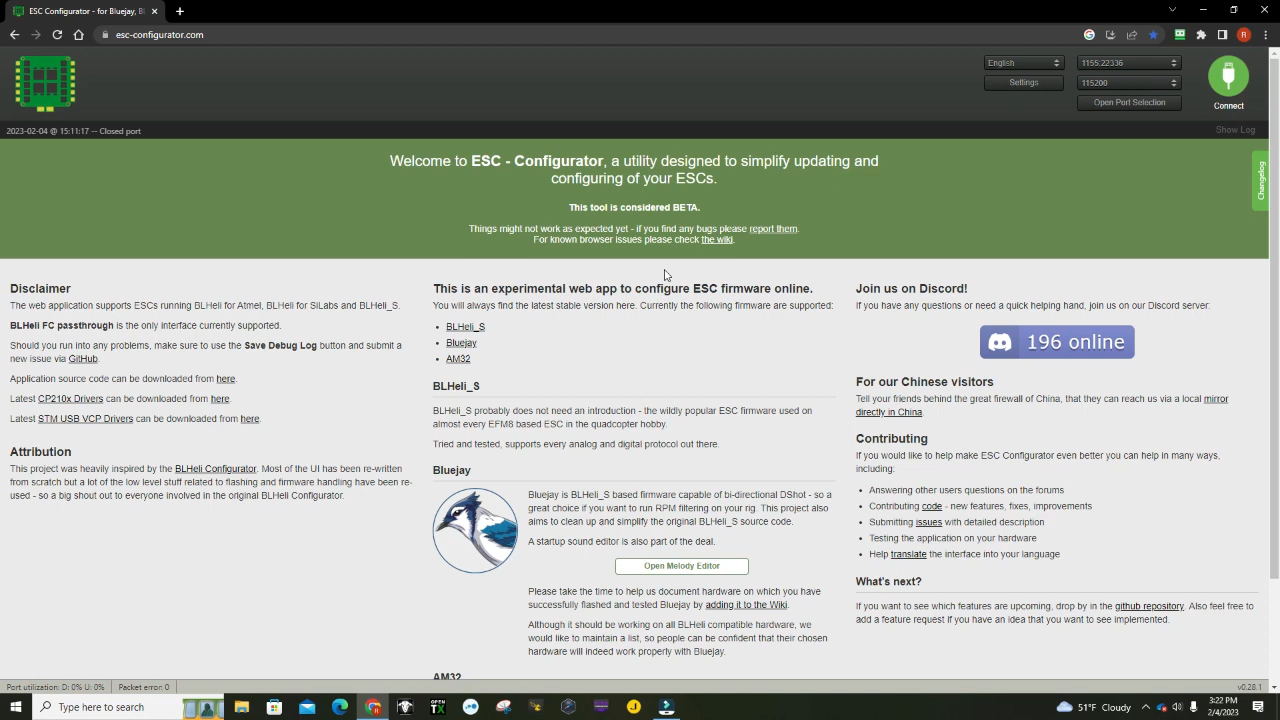 ESC Configurator - for Bluejay, BL
esc-configurator.com
R
English
1155:22336
Settings
115200
Open Port Selection
Connect
2023-02-04 @ 15:11:17 -- Closed port
Show Log
Changelog
Welcome to ESC - Configurator, a utility designed to simplify updating and
configuring of your ESCs.
This tool is considered BETA.
Things might not work as expected yet - if you find any bugs please report them.
For known browser issues please check the wiki.
Disclaimer
The web application supports ESCs running BLHeli for Atmel, BLHeli for SiLabs and BLHeli_S.
BLHeli FC passthrough is the only interface currently supported.
Should you run into any problems, make sure to use the Save Debug Log button and submit a
new issue via GitHub.
Application source code can be downloaded from here.
Latest CP210x Drivers can be downloaded from here.
Latest STM USB VCP Drivers can be downloaded from here.
Attribution
This project was heavily inspired by the BLHeli Configurator. Most of the UI has been re-written
from scratch but a lot of the low level stuff related to flashing and firmware handling have been re-
used - so a big shout out to everyone involved in the original BLHeli Configurator.
This is an experimental web app to configure ESC firmware online.
You will always find the latest stable version here. Currently the following firmware are supported:
• BLHeli_S
• Bluejay
• AM32
BLHeli_S
BLHeli_S probably does not need an introduction - the wildly popular ESC firmware used on
almost every EFM8 based ESC in the quadcopter hobby.
Tried and tested, supports every analog and digital protocol out there.
Bluejay
Bluejay is BLHeli_S based firmware capable of bi-directional DShot - so a
great choice if you want to run RPM filtering on your rig. This project also
aims to clean up and simplify the original BLHeli_S source code.
A startup sound editor is also part of the deal.
Open Melody Editor
Please take the time to help us document hardware on which you have
successfully flashed and tested Bluejay by adding it to the Wiki.
Although it should be working on all BLHeli compatible hardware, we
would like to maintain a list, so people can be confident that their chosen
hardware will indeed work properly with Bluejay.
AM32
Join us on Discord!
If you have any questions or need a quick helping hand, join us on our Discord server:
196 online
For our Chinese visitors
Tell your friends behind the great firewall of China, that they can reach us via a local mirror
directly in China.
Contributing
If you would like to help make ESC Configurator even better you can help in many ways,
including:
• Answering other users questions on the forums
• Contributing code - new features, fixes, improvements
• Submitting issues with detailed description
• Testing the application on your hardware
• Help translate the interface into your language
What's next?
If you want to see which features are upcoming, drop by in the github repository. Also feel free to
add a feature request if you have an idea that you want to see implemented.
Port utilization: D: 0% U: 0%
Packet error: 0
v0.28.1
Type here to search
OPEN
TX
51°F Cloudy
3:22 PM
2/4/2023